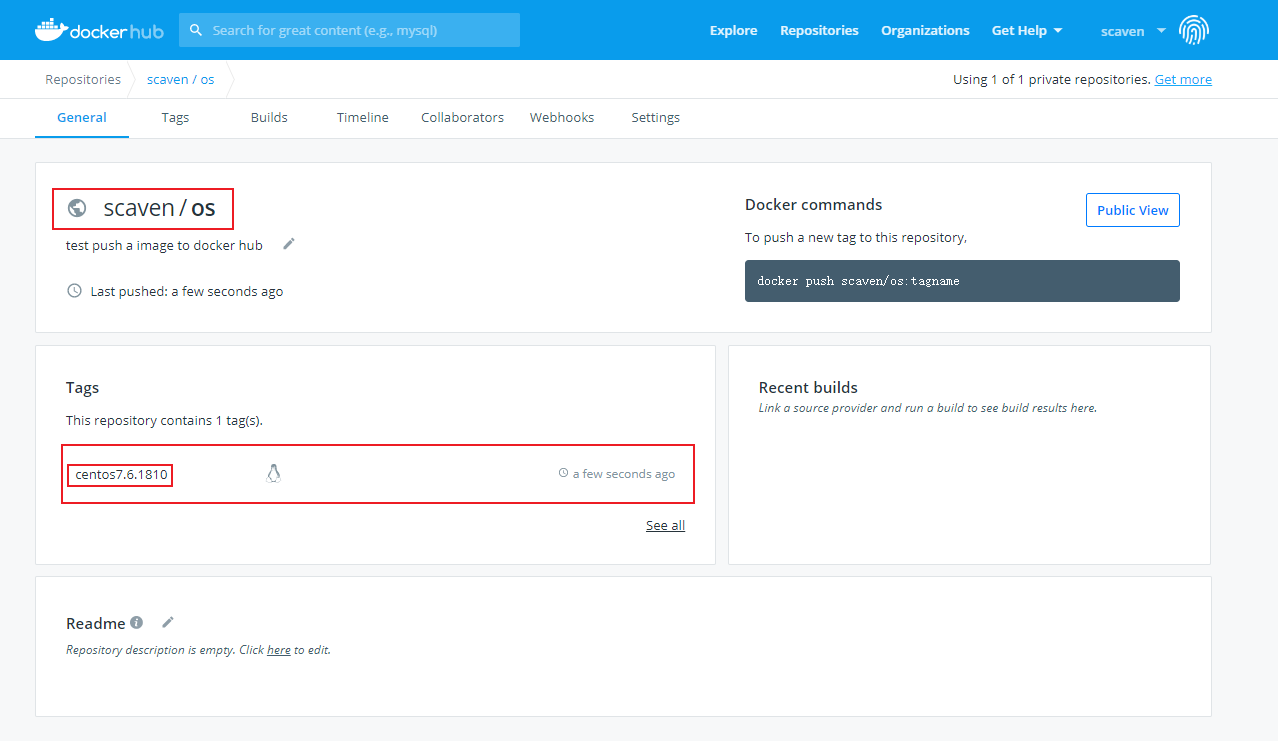 docker hub
Search for great content (e.g., mysql)
Explore
Repositories
Organizations
Get Help
scaven
Repositories
scaven / os
Using 1 of 1 private repositories. Get more
General
Tags
Builds
Timeline
Collaborators
Webhooks
Settings
scaven / os
test push a image to docker hub
Last pushed: a few seconds ago
Docker commands
Public View
To push a new tag to this repository,
docker push scaven/os:tagname
Tags
This repository contains 1 tag(s).
centos7.6.1810
a few seconds ago
See all
Recent builds
Link a source provider and run a build to see build results here.
Readme
Repository description is empty. Click here to edit.